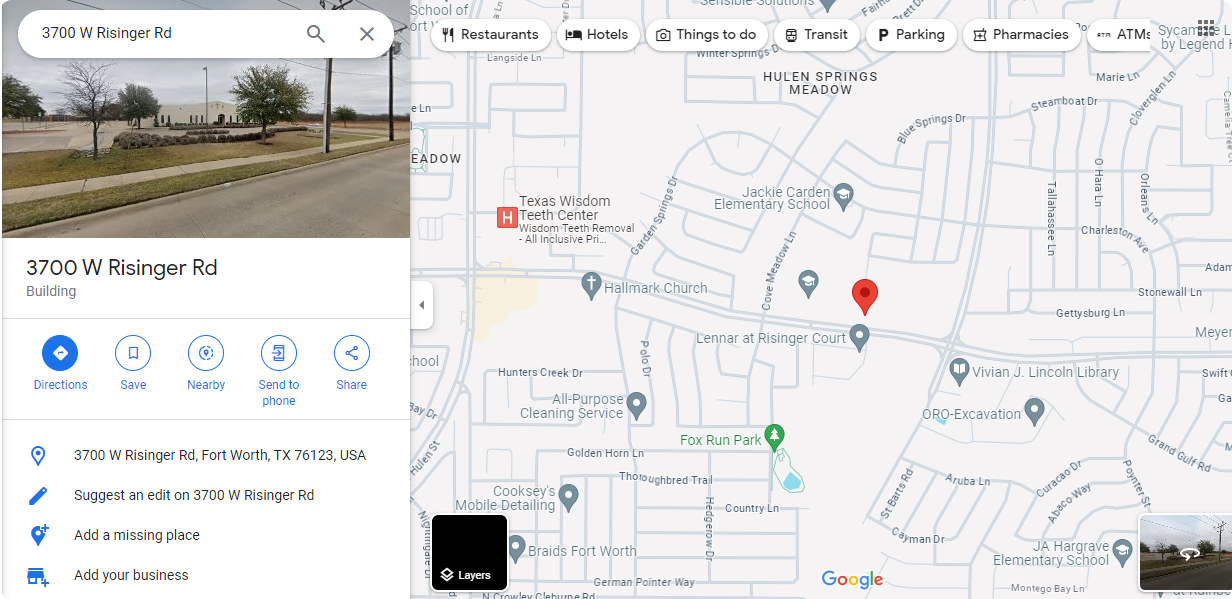 3700 W Risinger Rd
3700 W Risinger Rd
Building
Directions
Save
Nearby
Send to
phone
Share
3700 W Risinger Rd, Fort Worth, TX 76123, USA
Suggest an edit on 3700 W Risinger Rd
Add a missing place
Add your business
Restaurants
Hotels
Things to do
Transit
Parking
Pharmacies
ATMs
School of
Sensible Solutions
Brett Dr
by Legend H
Langside Ln
Winter Springs Dr
HULEN SPRINGS
MEADOW
Marie Ln
Cloverglen Ln
Steamboat Dr
Blue Springs Dr
e Ln
EADOW
Texas Wisdom
Teeth Center
Wisdom Teeth Removal
- All Inclusive Pri...
Garden Springs Dr
Jackie Carden
Elementary School
Tallahassee Ln
O Hara Ln
Orleans Ln
Charleston Ave
Adam
Cove Meadow Ln
Hallmark Church
Stonewall Ln
Gettysburg Ln
Meyer
Lennar at Risinger Court
Polo Dr
hool
Hunters Creek Dr
Vivian J. Lincoln Library
Swift
Ga
All-Purpose
Cleaning Service
ORO-Excavation
Bay Dr
Hulen St
Fox Run Park
Golden Horn Ln
Grand Gulf Rd
Thoroughbred Trail
Aruba Ln
Curacao Dr
Abaco Way
Poynter St
St Barts Rd
Cooksey's
Mobile Detailing
Hedgerow Dr
Country Ln
Cayman Dr
Nightingale Dr
Braids Fort Worth
JA Hargrave
Elementary School
Layers
German Pointer Way
Google
Montego Bay Ln
N Crowley Cleburne Rd